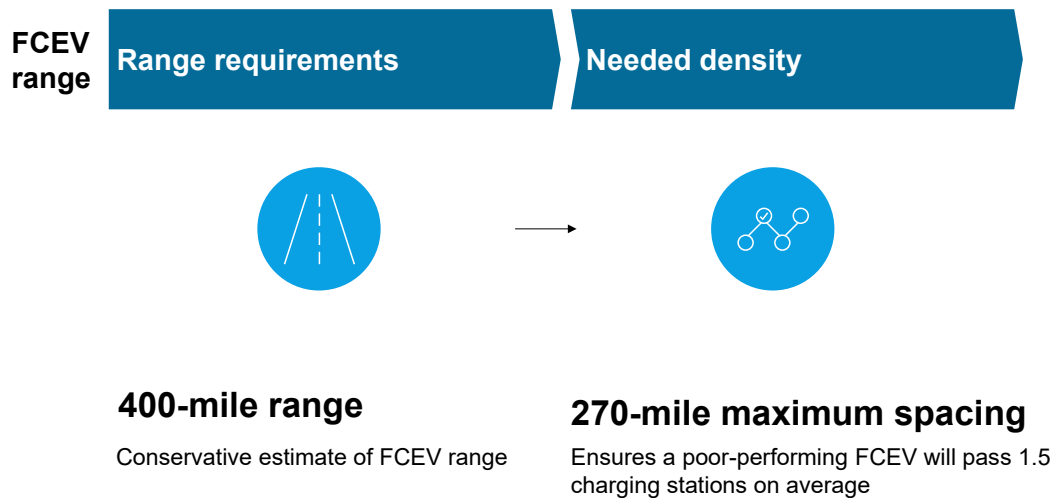 FCEV
range
Range requirements
Needed density
400-mile range
Conservative estimate of FCEV range
270-mile maximum spacing
Ensures a poor-performing FCEV will pass 1.5
charging stations on average